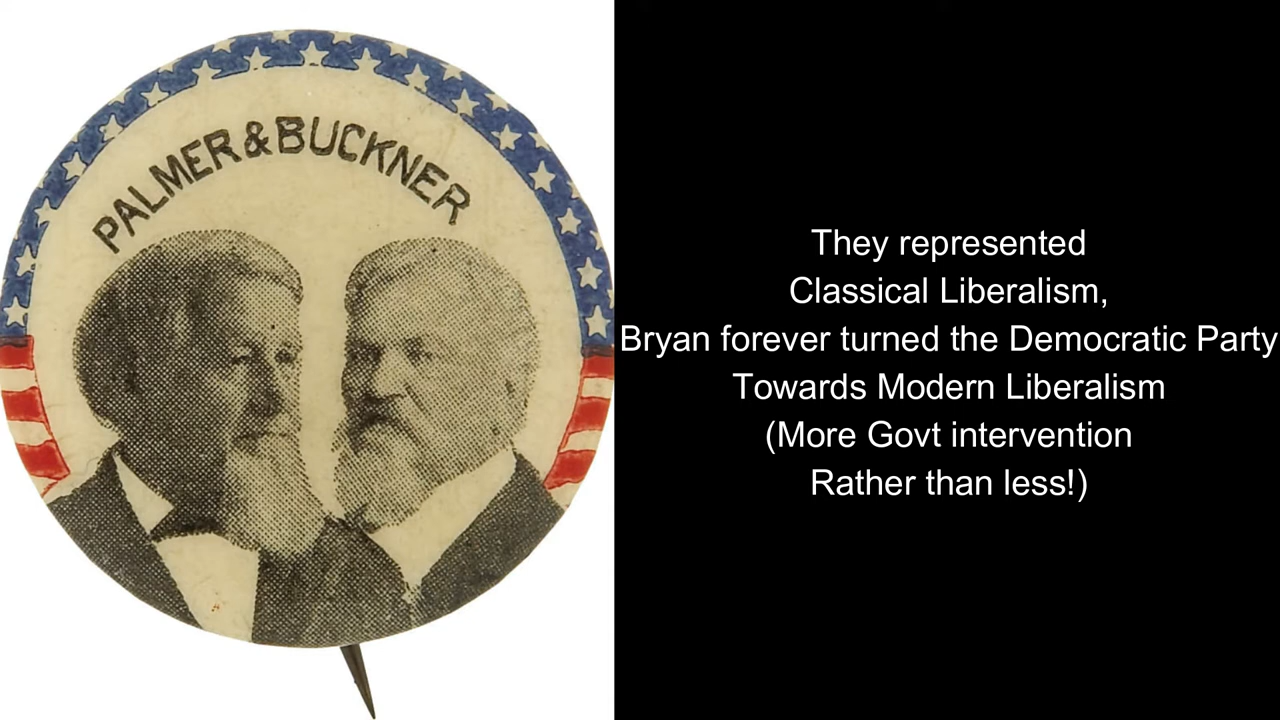 PALMER & BUCKNER
They represented
Classical Liberalism,
Bryan forever turned the Democratic Party
Towards Modern Liberalism
(More Govt intervention
Rather than less!)